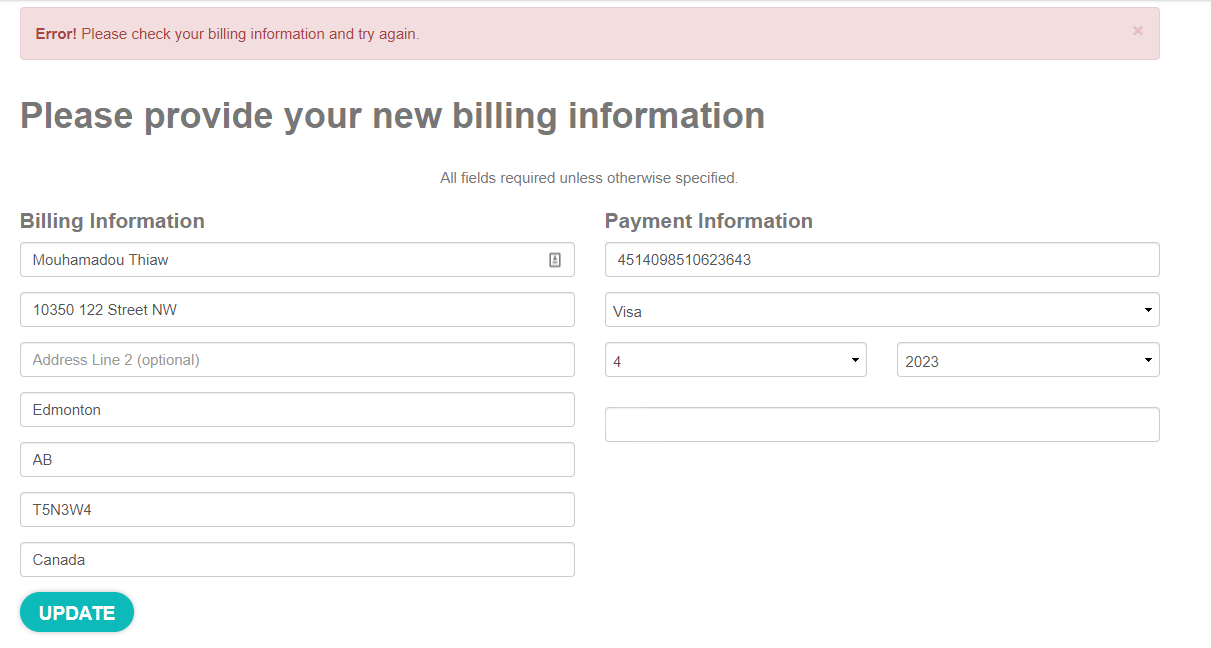 Error! Please check your billing information and try again.
×
Please provide your new billing information
All fields required unless otherwise specified.
Billing Information
Mouhamadou Thiaw
10350 122 Street NW
Address Line 2 (optional)
Edmonton
AB
T5N3W4
Canada
UPDATE
Payment Information
4514098510623643
Visa
4
2023